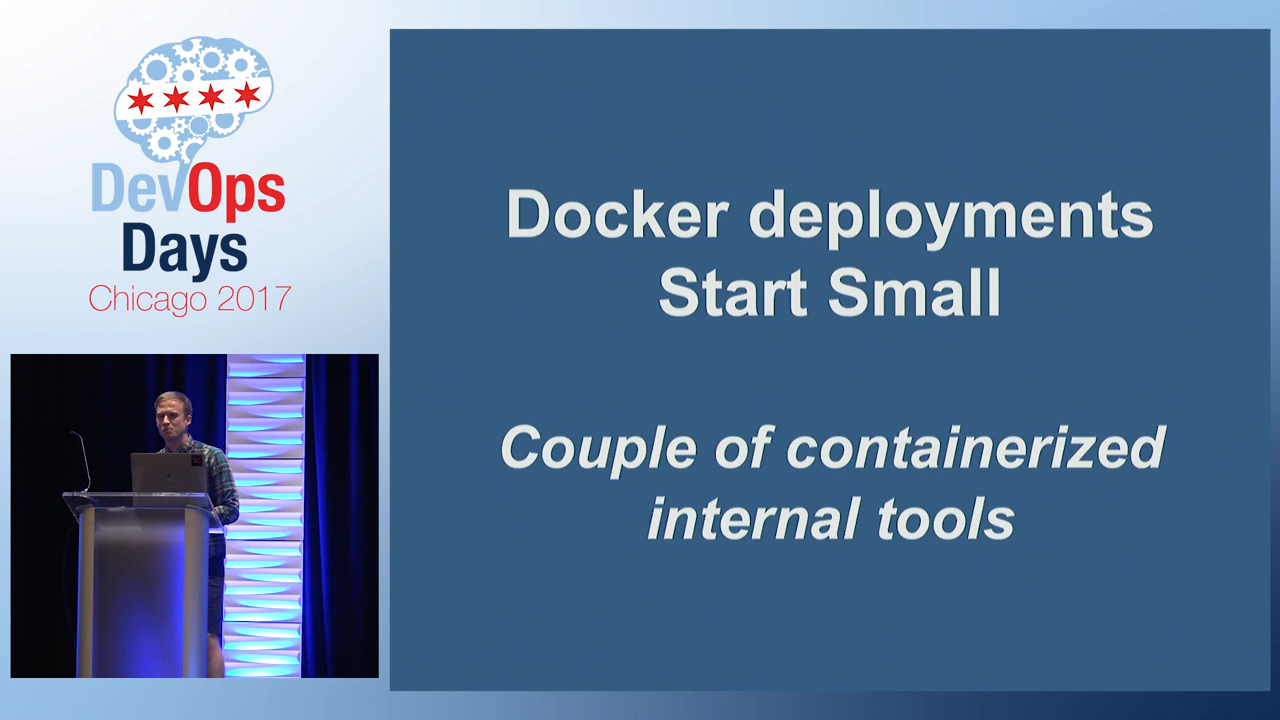 DevOps
Days
Chicago 2017
Docker deployments
Start Small
Couple of containerized
internal tools